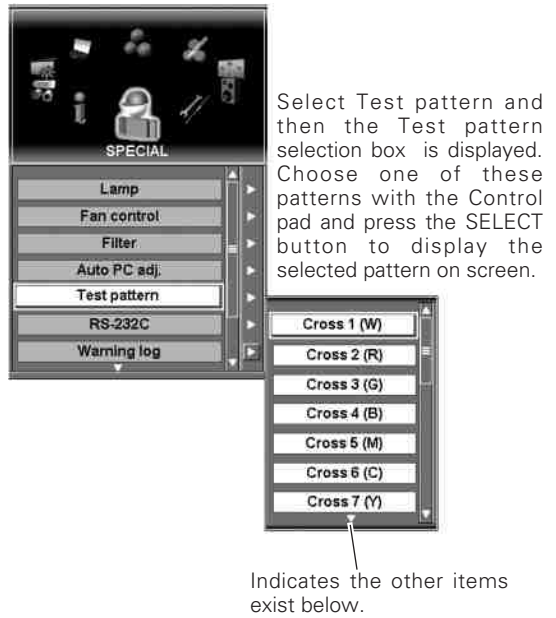 SPECIAL
Lamp
Fan control
Filter
Auto PC adj.
Test pattern
RS-232C
Warning log
Select Test pattern and
then the Test pattern
selection box is displayed.
Choose one of these
patterns with the Control
pad and press the SELECT
button to display the
selected pattern on screen.
Cross 1 (W)
Cross 2 (R)
Cross 3 (G)
Cross 4 (B)
Cross 5 (M)
Cross 6 (C)
Cross 7 (Y)
Indicates the other items
exist below.